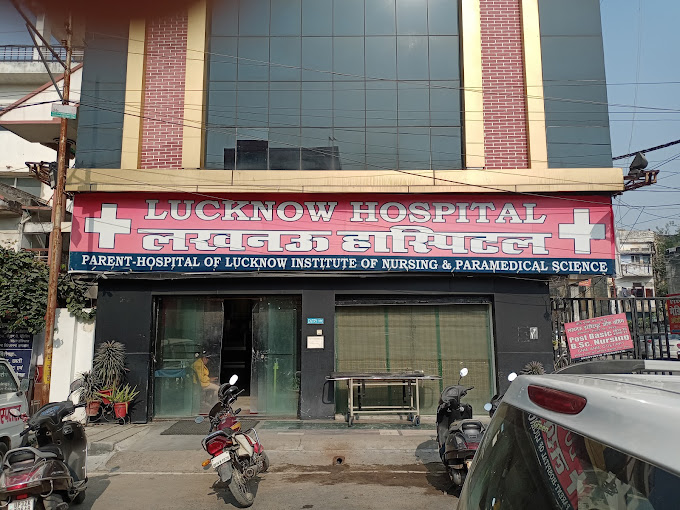 LUCKNOW HOSPITAL
लखनऊ हास्पिटल
PARENT-HOSPITAL OF LUCKNOW INSTITUTE OF NURSING & PARAMEDICAL SCIENCE
Post Basic
B.Sc. Nursing